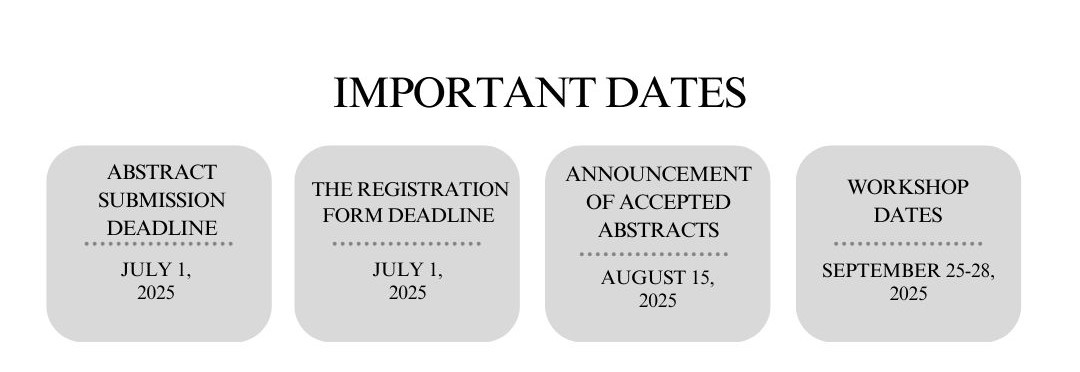 IMPORTANT DATES
ABSTRACT
SUBMISSION
DEADLINE
JULY 1,
2025
THE REGISTRATION
FORM DEADLINE
JULY 1,
2025
ANNOUNCEMENT
OF ACCEPTED
ABSTRACTS
AUGUST 15,
2025
WORKSHOP
DATES
SEPTEMBER 25-28,
2025